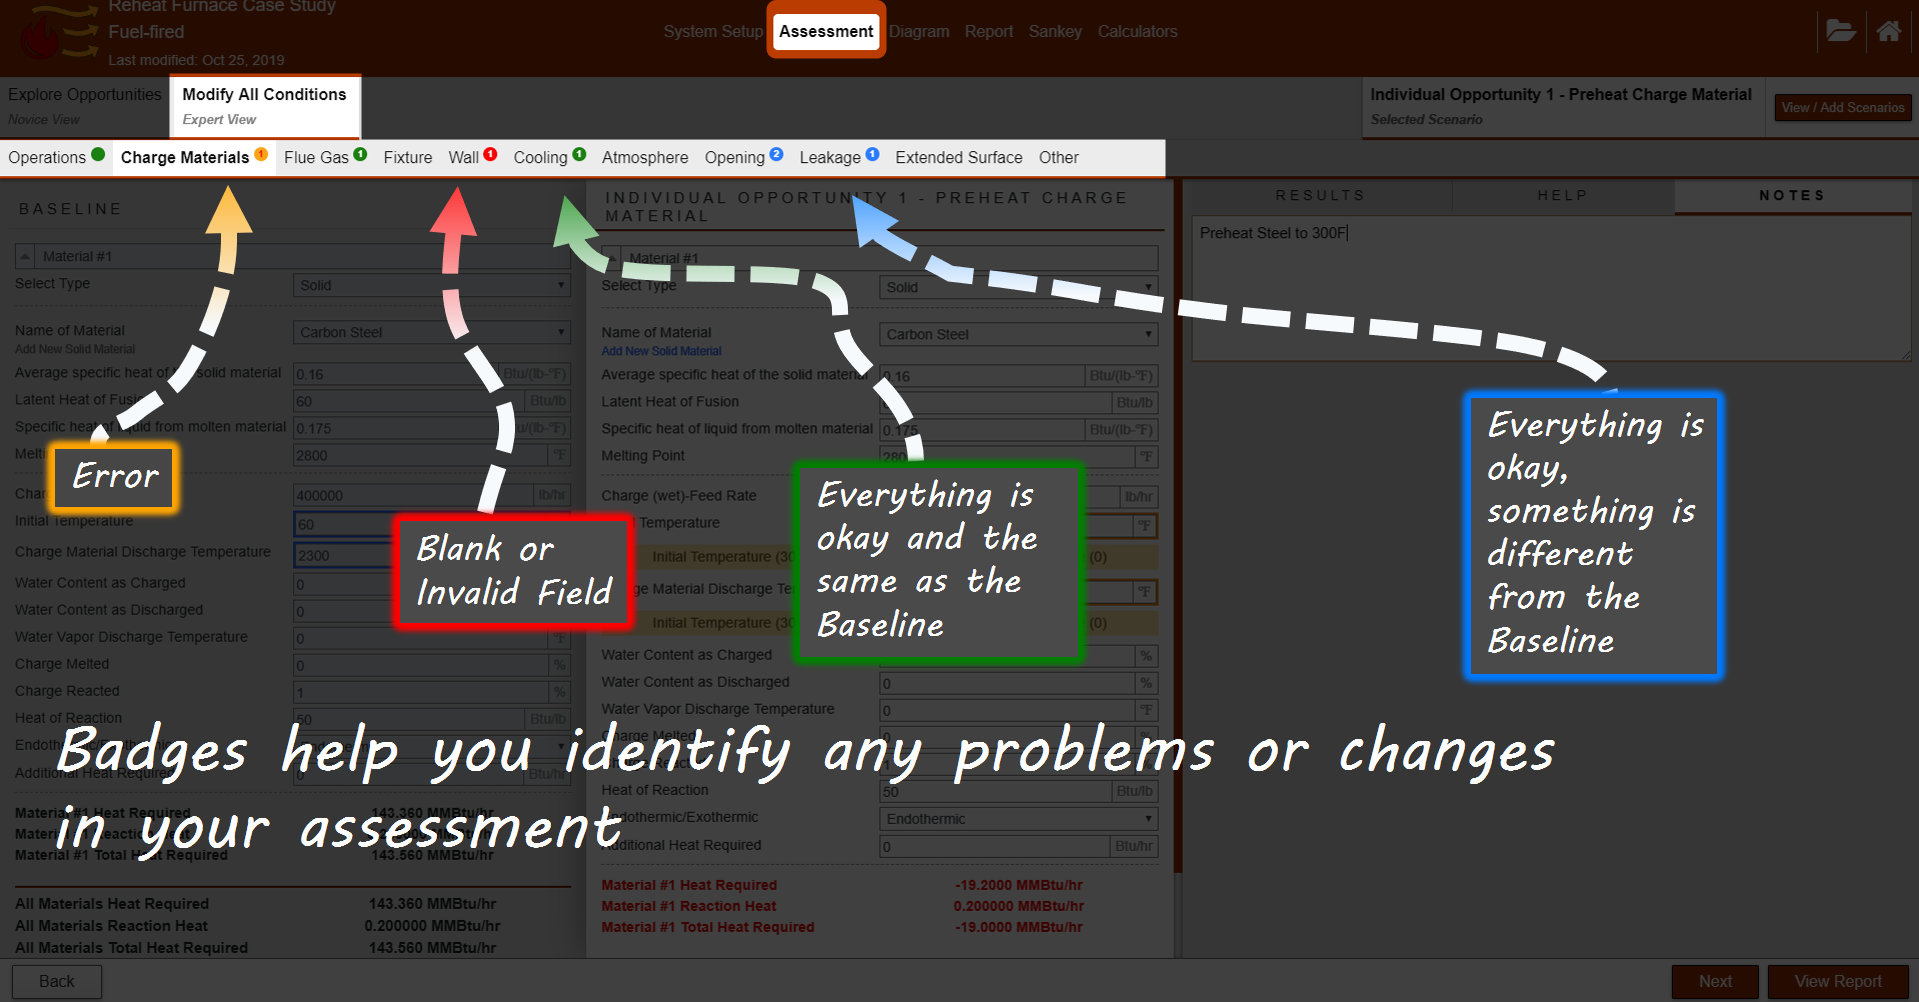 Reheat Furnace Case Study
Fuel-fired
Last modified: Oct 25, 2019
System Setup Assessment Diagram Report Sankey Calculators
Explore Opportunities
Novice View
Modify All Conditions
Expert View
Individual Opportunity 1 - Preheat Charge Material
Selected Scenario
View / Add Scenarios
Operations Charge Materials 1 Flue Gas 1 Fixture Wall 1 Cooling 1 Atmosphere Opening 2 Leakage 1 Extended Surface Other
BASELINE
Material #1
Select Type Solid
Name of Material Carbon Steel
Add New Solid Material
Average specific heat of the solid material 0.16 Btu/(lb-°F)
Latent Heat of Fusion 60 Btu/lb
Specific heat of liquid from molten material 0.175 Btu/(lb-°F)
2800 °F
400000 lb/hr
Initial Temperature 60
Charge Material Discharge Temperature 2300
Water Content as Charged 0
Water Content as Discharged 0
Water Vapor Discharge Temperature 0 °F
Charge Melted 0 %
Charge Reacted 1 %
Heat of Reaction 50 Btu/lb
Additional Heat Required 0 Btu/hr
Material #1 Heat Required 143.360 MMBtu/hr
Material #1 Reaction Heat MMBtu/hr
Material #1 Total Heat Required 143.560 MMBtu/hr
All Materials Heat Required 143.360 MMBtu/hr
All Materials Reaction Heat 0.200000 MMBtu/hr
All Materials Total Heat Required 143.560 MMBtu/hr
INDIVIDUAL OPPORTUNITY 1 - PREHEAT CHARGE
MATERIAL
Material #1
Select Type Solid
Name of Material Carbon Steel
Add New Solid Material
Average specific heat of the solid material 0.16 Btu/(lb-°F)
Latent Heat of Fusion Btu/lb
Specific heat of liquid from molten material 0.175 Btu/(lb-°F)
Melting Point °F
Charge (wet)-Feed Rate lb/hr
Temperature °F
Initial Temperature (0)
Material Discharge °F
Initial Temperature (0)
Water Content as Charged %
Water Content as Discharged 0 %
Water Vapor Discharge Temperature 0 °F
Charge Melted %
Heat of Reaction 50 Btu/lb
Endothermic/Exothermic Endothermic
Additional Heat Required 0 Btu/hr
Material #1 Heat Required -19.2000 MMBtu/hr
Material #1 Reaction Heat 0.200000 MMBtu/hr
Material #1 Total Heat Required -19.0000 MMBtu/hr
RESULTS HELP NOTES
Preheat Steel to 300F
Error
Blank or
Invalid Field
Everything is
okay and the
same as the
Baseline
Everything is
okay,
something is
different
from the
Baseline
Badges help you identify any problems or changes
in your assessment
Back Next View Report